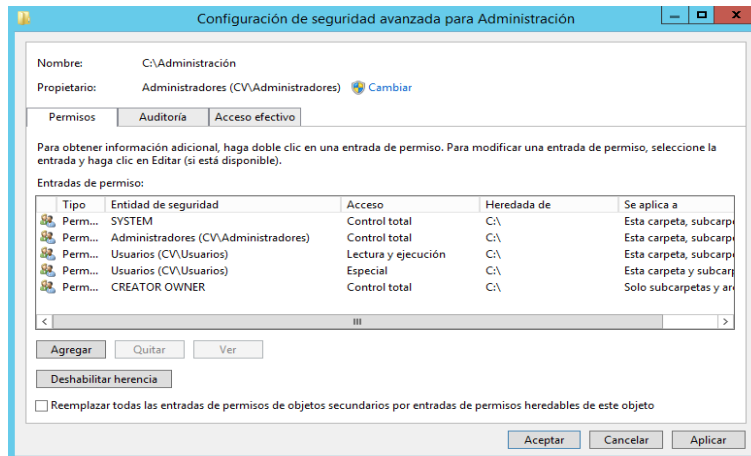 Configuración de seguridad avanzada para Administración
Nombre: C:\Administración
Propietario: Administradores (CV\Administradores) Cambiar
Permisos Auditoría Acceso efectivo
Para obtener información adicional, haga doble clic en una entrada de permiso. Para modificar una entrada de permiso, seleccione la
entrada y haga clic en Editar (si está disponible).
Entradas de permiso:
Tipo Entidad de seguridad Acceso Heredada de Se aplica a
Perm... SYSTEM Control total C:\ Esta carpeta, subcarpe
Perm... Administradores (CV\Administradores) Control total C:\ Esta carpeta, subcarpe
Perm... Usuarios (CV\Usuarios) Lectura y ejecución C:\ Esta carpeta, subcarpe
Perm... Usuarios (CV\Usuarios) Especial C:\ Esta carpeta y subcarp
Perm... CREATOR OWNER Control total C:\ Solo subcarpetas y arc
Agregar Quitar Ver
Deshabilitar herencia
Reemplazar todas las entradas de permisos de objetos secundarios por entradas de permisos heredables de este objeto
Aceptar Cancelar Aplicar